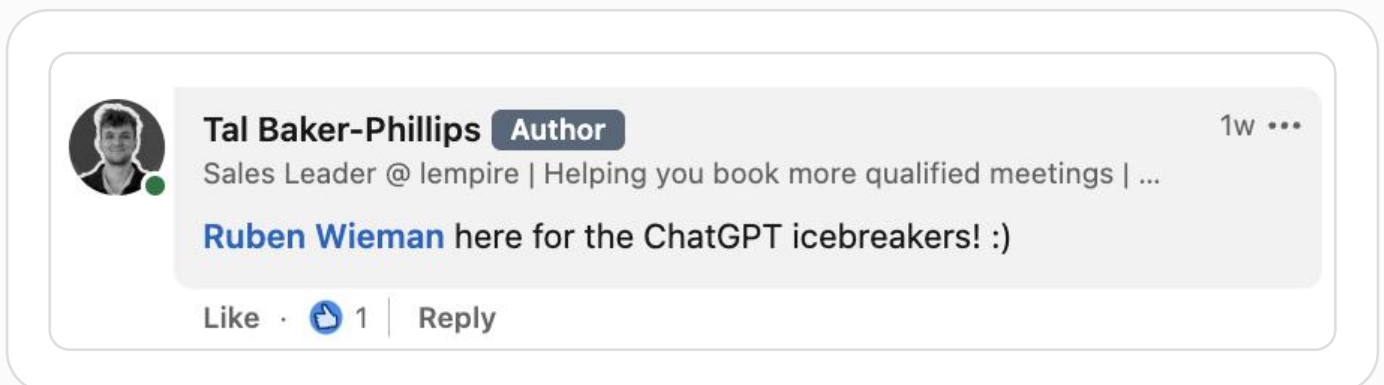 Tal Baker-Phillips Author 1w •••
Sales Leader @ lempire | Helping you book more qualified meetings | ...
Ruben Wieman here for the ChatGPT icebreakers! :)
Like · 1 | Reply